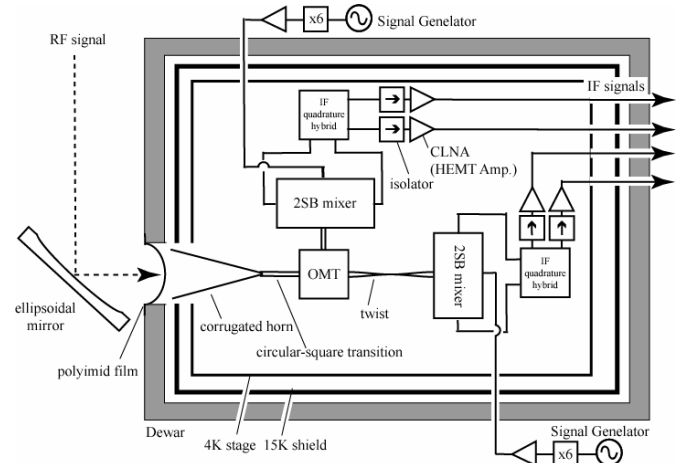 x6
Signal Genelator
RF signal
IF signals
IF
quadrature
hybrid
CLNA
(HEMT Amp.)
isolator
2SB mixer
2SB mixer
OMT
IF
quadrature
hybrid
twist
ellipsoidal
mirror
corrugated horn
circular-square transition
polyimid film
Dewar
4K stage
15K shield
Signal Genelator
x6